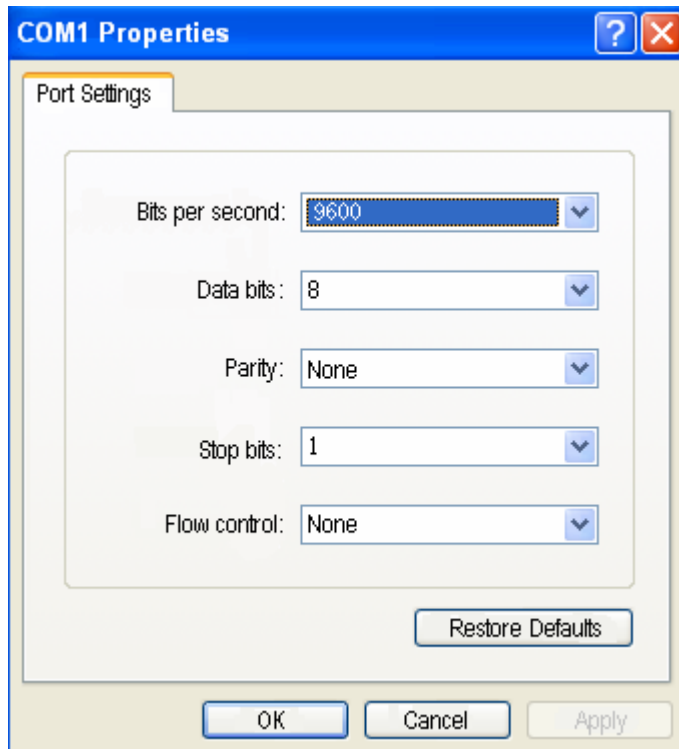 COM1 Properties
Port Settings
Bits per second: 9600
Data bits: 8
Parity: None
Stop bits: 1
Flow control: None
Restore Defaults
OK Cancel Apply